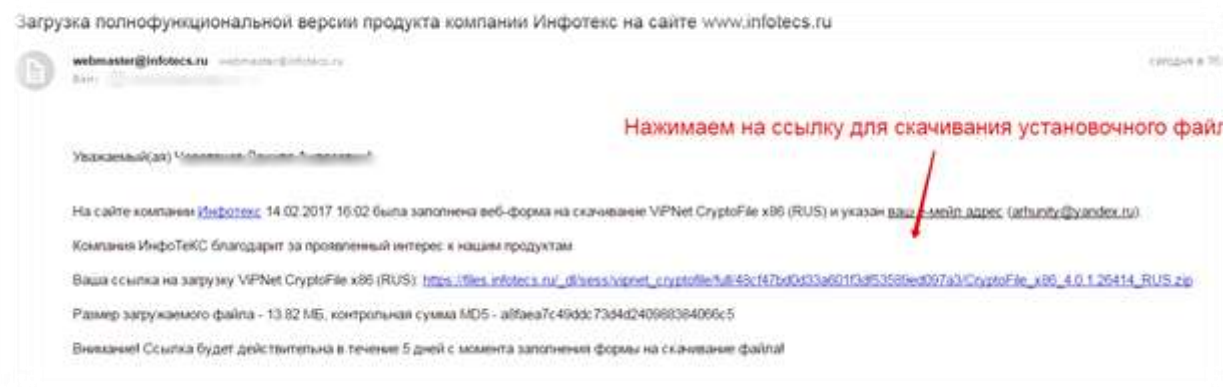 Загрузка полнофункциональной версии продукта компании Инфотекс на сайте www.infotecs.ru
webmaster@infotecs.ru webmaster@infotecs.ru
сегодня в
Нажимаем на ссылку для скачивания установочного файл
Уважаемый(ая)
На сайте компании Инфотекс 14.02.2017 16:02 была заполнена веб-форма на скачивание ViPNet CryptoFile x86 (RUS) и указан ваш е-мейл адрес (arhunity@yandex.ru).
Компания ИнфоТеКС благодарит за проявленный интерес к нашим продуктам
Ваша ссылка на загрузку ViPNet CryptoFile x86 (RUS):
Размер загружаемого файла - 13.82 МБ, контрольная сумма MD5 -
Внимание! Ссылка будет действительна в течение 5 дней с момента заполнения формы на скачивание файла!